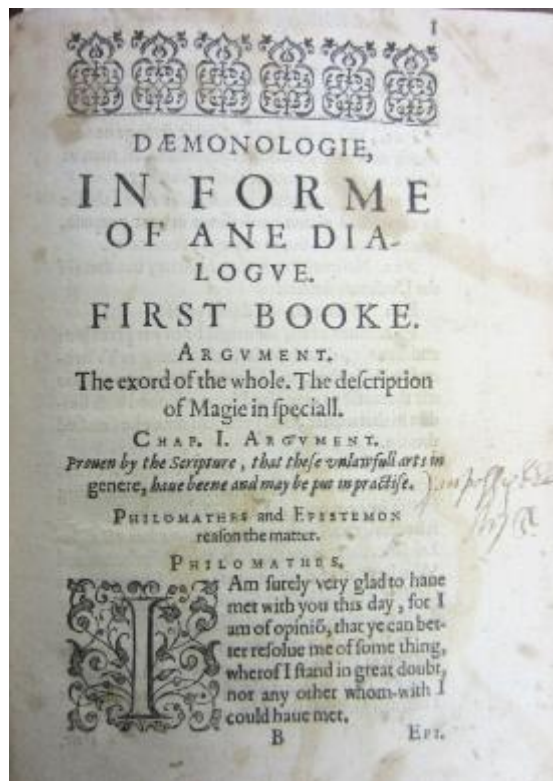 1
DÆMONOLOGIE,
IN FORME
OF ANE DIA-
LOGVE.
FIRST BOOKE.
ARGVMENT.
The exord of the whole. The deſcription
of Magie in ſpeciall.
CHAP. I. ARGVMENT.
Prouen by the Scripture, that theſe vnlawfull arts in
genere, haue beene and may be put in practiſe.
PHILOMATHES and EPISTEMON
reaſon the matter.
PHILOMATHES.
I Am ſurely very glad to haue
met with you this day, for I
am of opiniõ, that ye can bet-
ter reſolue me of ſome thing,
wherof I ſtand in great doubt,
nor any other whom-with I
could haue met.
B EPI.